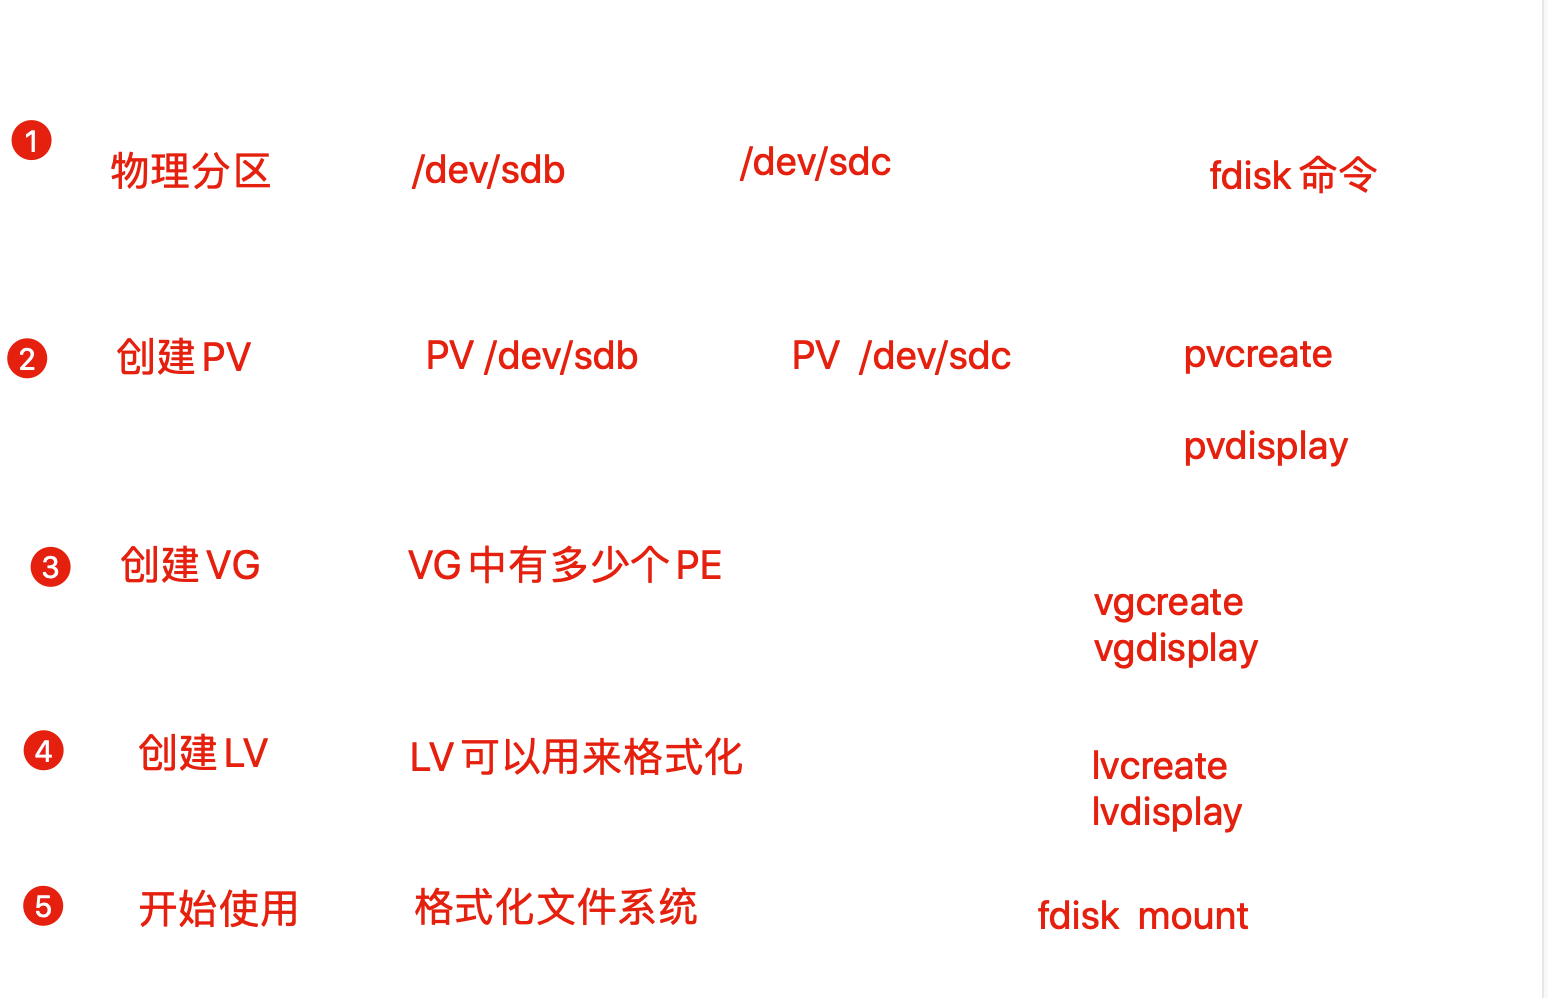 1 物理分区 /dev/sdb /dev/sdc fdisk 命令
2 创建PV PV /dev/sdb PV /dev/sdc pvcreate
pvdisplay
3 创建VG VG中有多少个PE
vgcreate
vgdisplay
4 创建LV LV可以用来格式化
lvcreate
lvdisplay
5 开始使用 格式化文件系统 fdisk mount